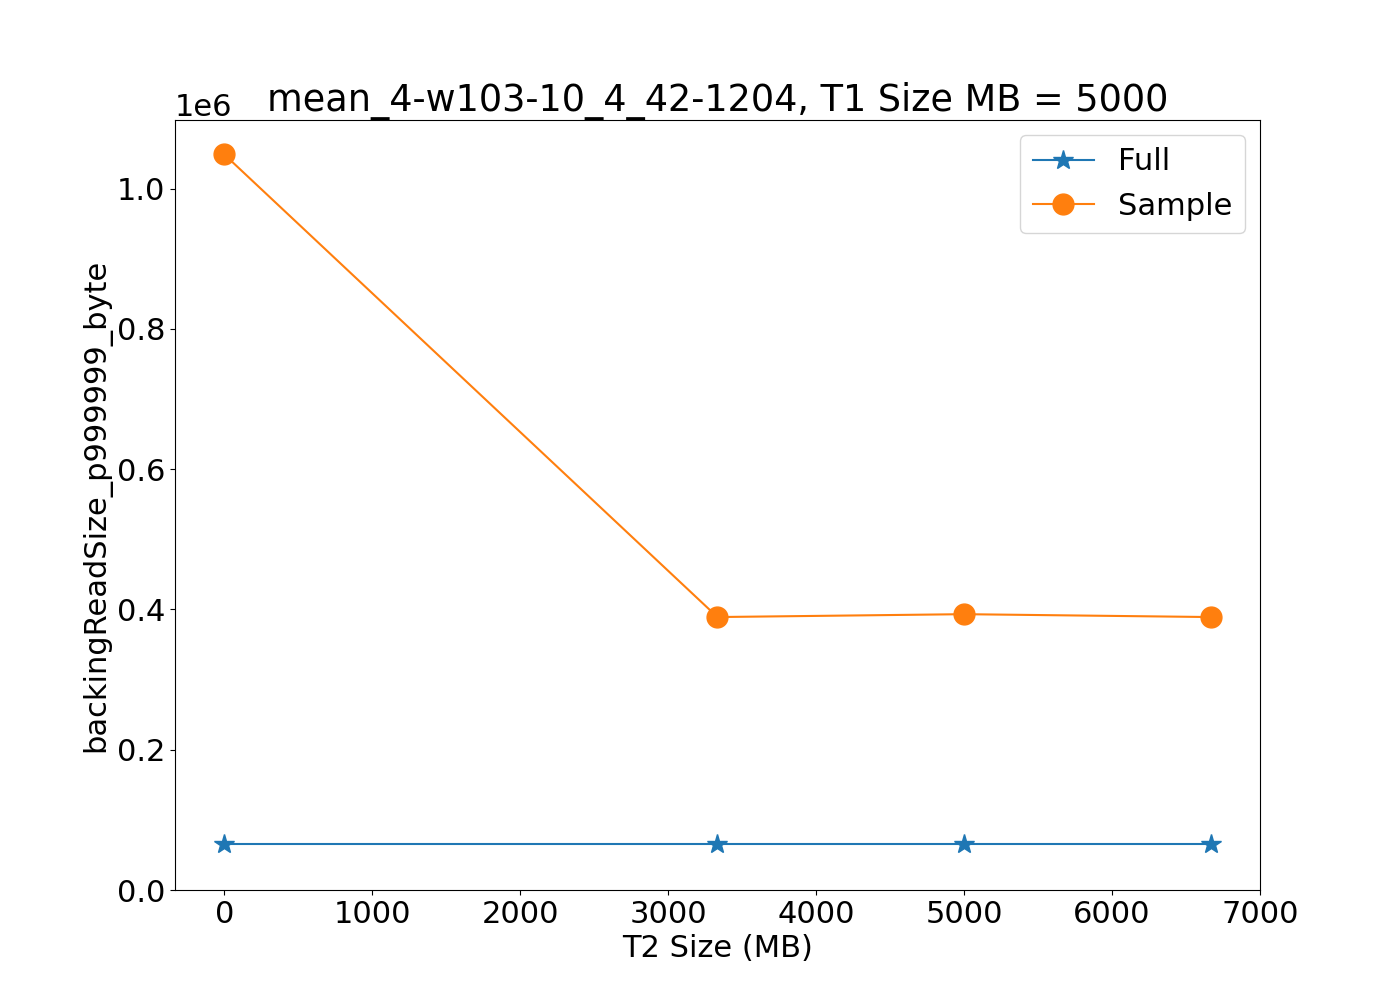 1e6
mean_4-w103-10_4_42-1204, T1 Size MB = 5000
Full
Sample
backingReadSize_p999999_byte
1.0
0.8
0.6
0.4
0.2
0.0
0 1000 2000 3000 4000 5000 6000 7000
T2 Size (MB)